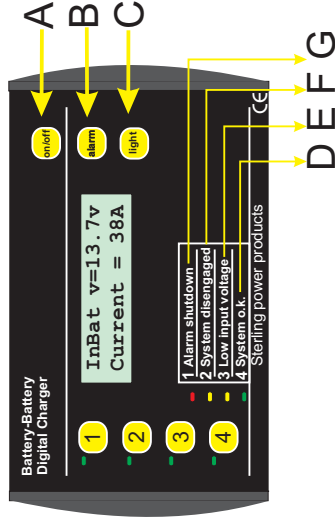 A
B
C
on/off
alarm
light
Battery-Battery
Digital Charger
InBat v=13.7v
Current = 38A
1
2
3
4
1 Alarm shutdown
2 System disengaged
3 Low input voltage
4 System o.k.
Sterling power products
CE
G
F
E
D